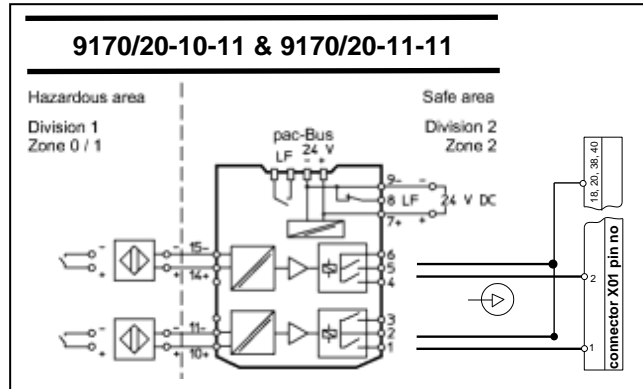 9170/20-10-11 & 9170/20-11-11
Hazardous area
Safe area
Division 1
Zone 0 / 1
Division 2
Zone 2
pac-Bus
LF 24 V
- +
9- -
8 LF 24 V DC
7+ +
18, 20, 38, 40
- - 15-
+ + 14+
6
5
4
2
- - 11-
+ + 10+
3
2
1
1
connector X01 pin no